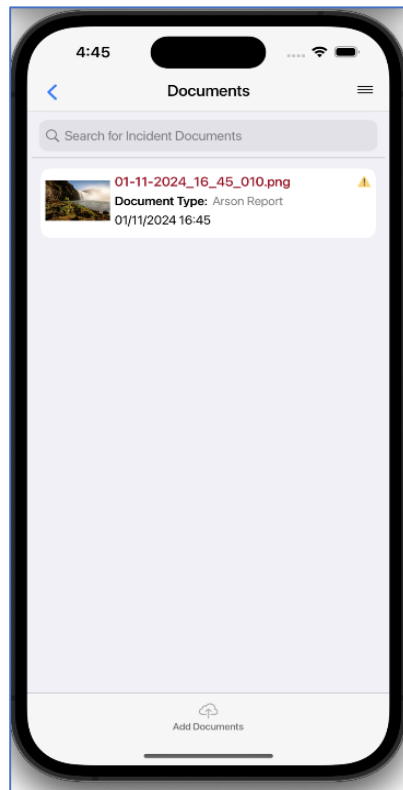 4:45
Documents
Search for Incident Documents
01-11-2024_16_45_010.png
Document Type: Arson Report
01/11/2024 16:45
Add Documents